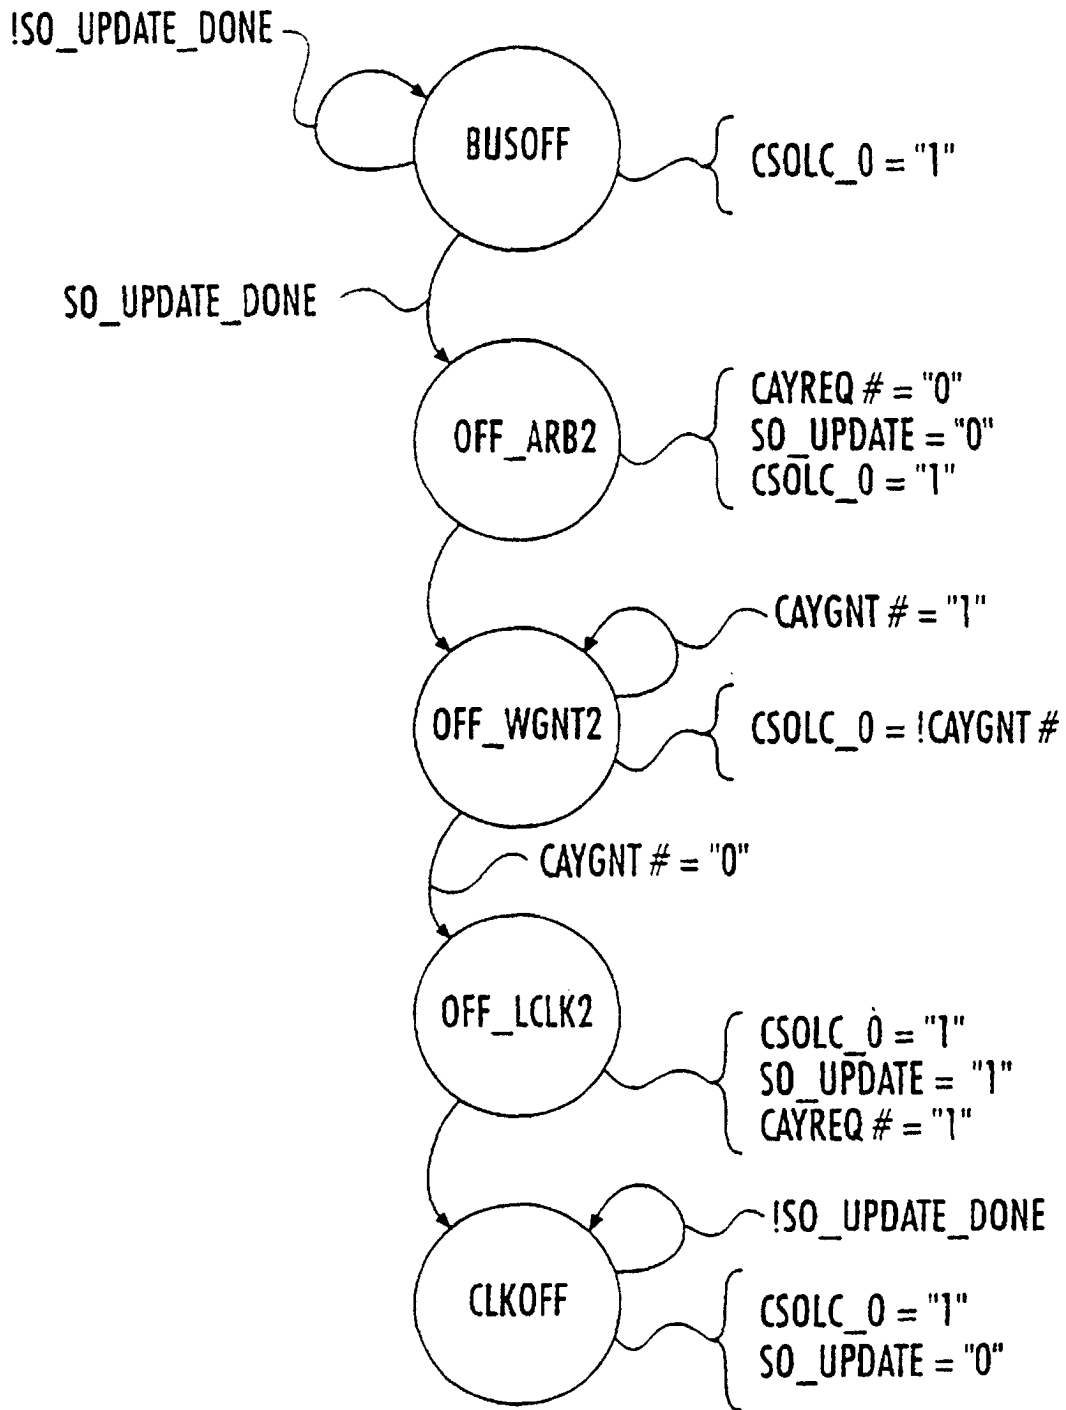 !SO_UPDATE_DONE
BUSOFF
CSOLC_0 = "1"
SO_UPDATE_DONE
OFF_ARB2
CAYREQ # = "0"
SO_UPDATE = "0"
CSOLC_0 = "1"
CAYGNT # = "1"
OFF_WGNT2
CSOLC_0 = !CAYGNT #
CAYGNT # = "0"
OFF_LCLK2
CSOLC_0 = "1"
SO_UPDATE = "1"
CAYREQ # = "1"
!SO_UPDATE_DONE
CLKOFF
CSOLC_0 = "1"
SO_UPDATE = "0"